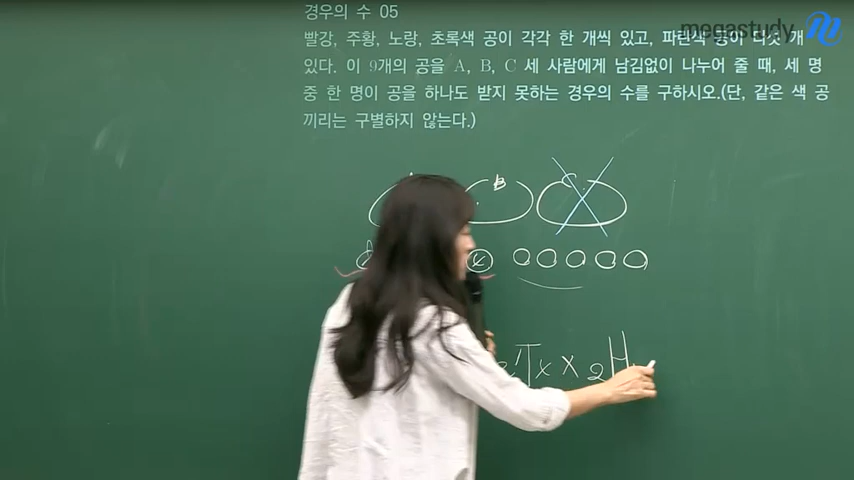 경우의 수 05
megastudy
빨강, 주황, 노랑, 초록색 공이 각각 한 개씩 있고, 파란색 공이 다섯 개
있다. 이 9개의 공을 A, B, C 세 사람에게 남김없이 나누어 줄 때, 세 명
중 한 명이 공을 하나도 받지 못하는 경우의 수를 구하시오.(단, 같은 색 공
끼리는 구별하지 않는다.)
B C
× ₂H